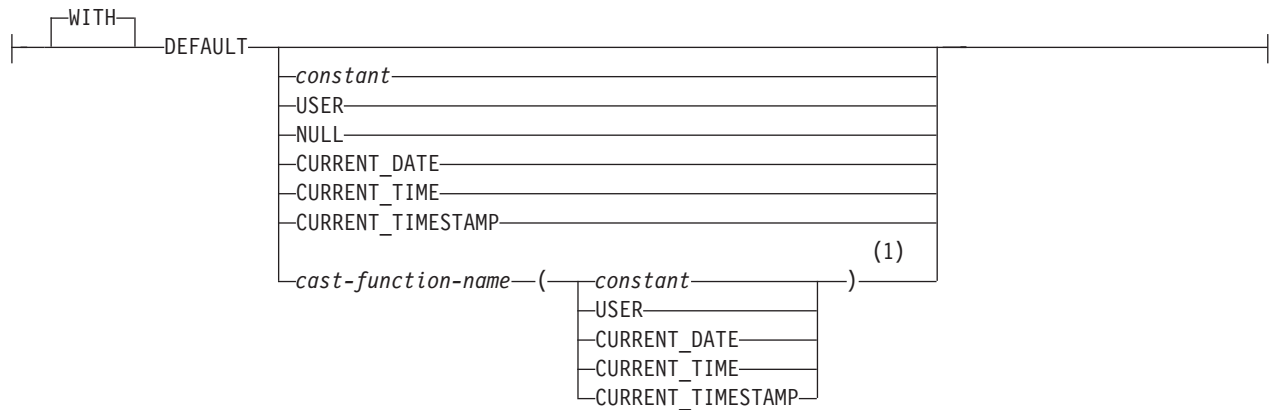 WITH
DEFAULT
constant
USER
NULL
CURRENT_DATE
CURRENT_TIME
CURRENT_TIMESTAMP
(1)
cast-function-name ( constant )
USER
CURRENT_DATE
CURRENT_TIME
CURRENT_TIMESTAMP